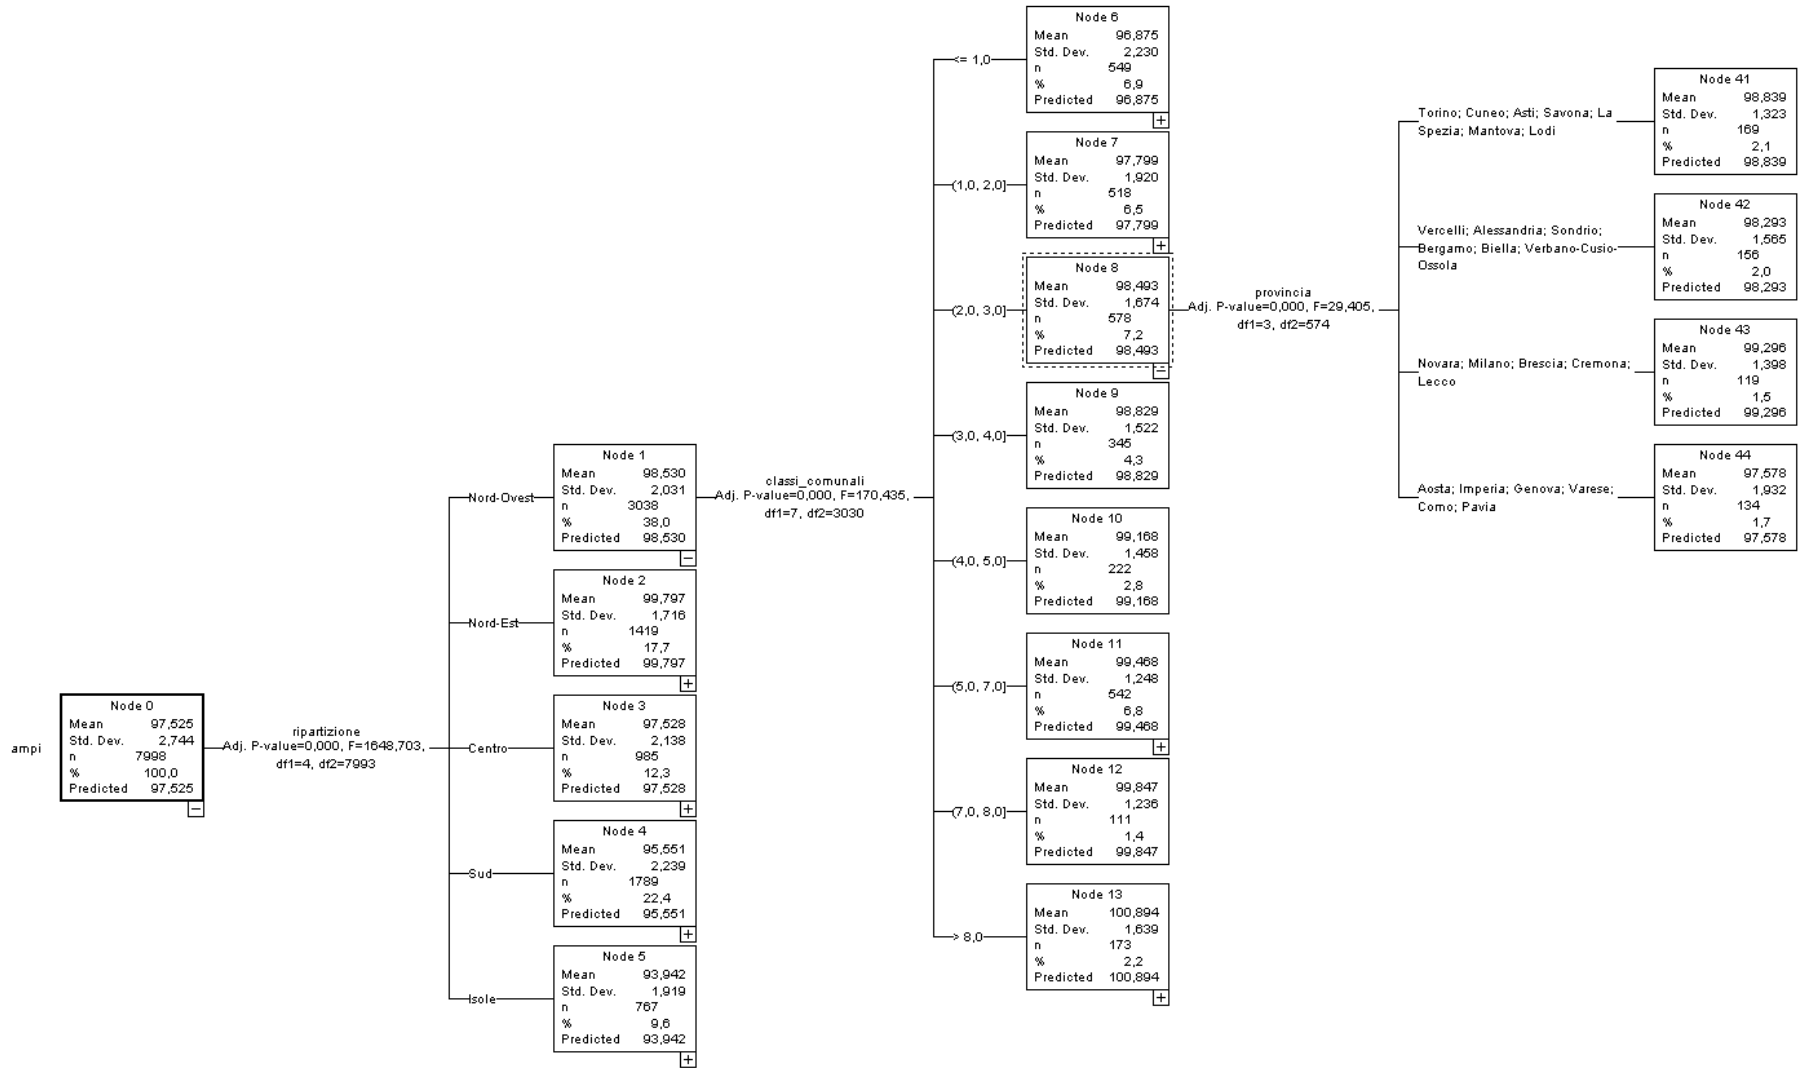 ampi
Node 0
Mean 97,525
Std. Dev. 2,744
n 7998
% 100,0
Predicted 97,525
ripartizione
Adj. P-value=0,000, F=1648,703,
df1=4, df2=7993
Nord-Ovest
Node 1
Mean 98,530
Std. Dev. 2,031
n 3038
% 38,0
Predicted 98,530
Nord-Est
Node 2
Mean 99,797
Std. Dev. 1,716
n 1419
% 17,7
Predicted 99,797
Centro
Node 3
Mean 97,528
Std. Dev. 2,138
n 985
% 12,3
Predicted 97,528
Sud
Node 4
Mean 95,551
Std. Dev. 2,239
n 1789
% 22,4
Predicted 95,551
Isole
Node 5
Mean 93,942
Std. Dev. 1,919
n 767
% 9,6
Predicted 93,942
classi_comunali
Adj. P-value=0,000, F=170,435,
df1=7, df2=3030
<= 1,0
Node 6
Mean 96,875
Std. Dev. 2,230
n 549
% 6,9
Predicted 96,875
(1,0, 2,0]
Node 7
Mean 97,799
Std. Dev. 1,920
n 518
% 6,5
Predicted 97,799
(2,0, 3,0]
Node 8
Mean 98,493
Std. Dev. 1,674
n 578
% 7,2
Predicted 98,493
(3,0, 4,0]
Node 9
Mean 98,829
Std. Dev. 1,522
n 345
% 4,3
Predicted 98,829
(4,0, 5,0]
Node 10
Mean 99,168
Std. Dev. 1,458
n 222
% 2,8
Predicted 99,168
(5,0, 7,0]
Node 11
Mean 99,468
Std. Dev. 1,248
n 542
% 6,8
Predicted 99,468
(7,0, 8,0]
Node 12
Mean 99,847
Std. Dev. 1,236
n 111
% 1,4
Predicted 99,847
> 8,0
Node 13
Mean 100,894
Std. Dev. 1,639
n 173
% 2,2
Predicted 100,894
provincia
Adj. P-value=0,000, F=29,405,
df1=3, df2=574
Torino; Cuneo; Asti; Savona; La
Spezia; Mantova; Lodi
Node 41
Mean 98,839
Std. Dev. 1,323
n 169
% 2,1
Predicted 98,839
Vercelli; Alessandria; Sondrio;
Bergamo; Biella; Verbano-Cusio-
Ossola
Node 42
Mean 98,293
Std. Dev. 1,565
n 156
% 2,0
Predicted 98,293
Novara; Milano; Brescia; Cremona;
Lecco
Node 43
Mean 99,296
Std. Dev. 1,398
n 119
% 1,5
Predicted 99,296
Aosta; Imperia; Genova; Varese;
Como; Pavia
Node 44
Mean 97,578
Std. Dev. 1,932
n 134
% 1,7
Predicted 97,578